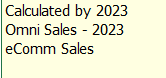 Calculated by 2023
Omni Sales - 2023
eComm Sales